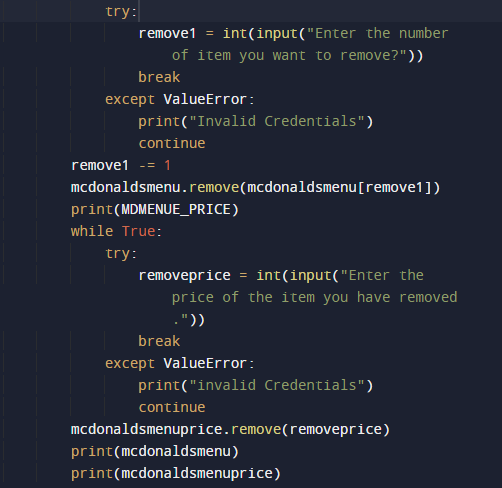 try:
remove1 = int(input("Enter the number
of item you want to remove?"))
break
except ValueError:
print("Invalid Credentials")
continue
remove1 -= 1
mcdonaldsmenu.remove(mcdonaldsmenu[remove1])
print(MDMENUE_PRICE)
while True:
try:
removeprice = int(input("Enter the
price of the item you have removed
."))
break
except ValueError:
print("invalid Credentials")
continue
mcdonaldsmenuprice.remove(removeprice)
print(mcdonaldsmenu)
print(mcdonaldsmenuprice)